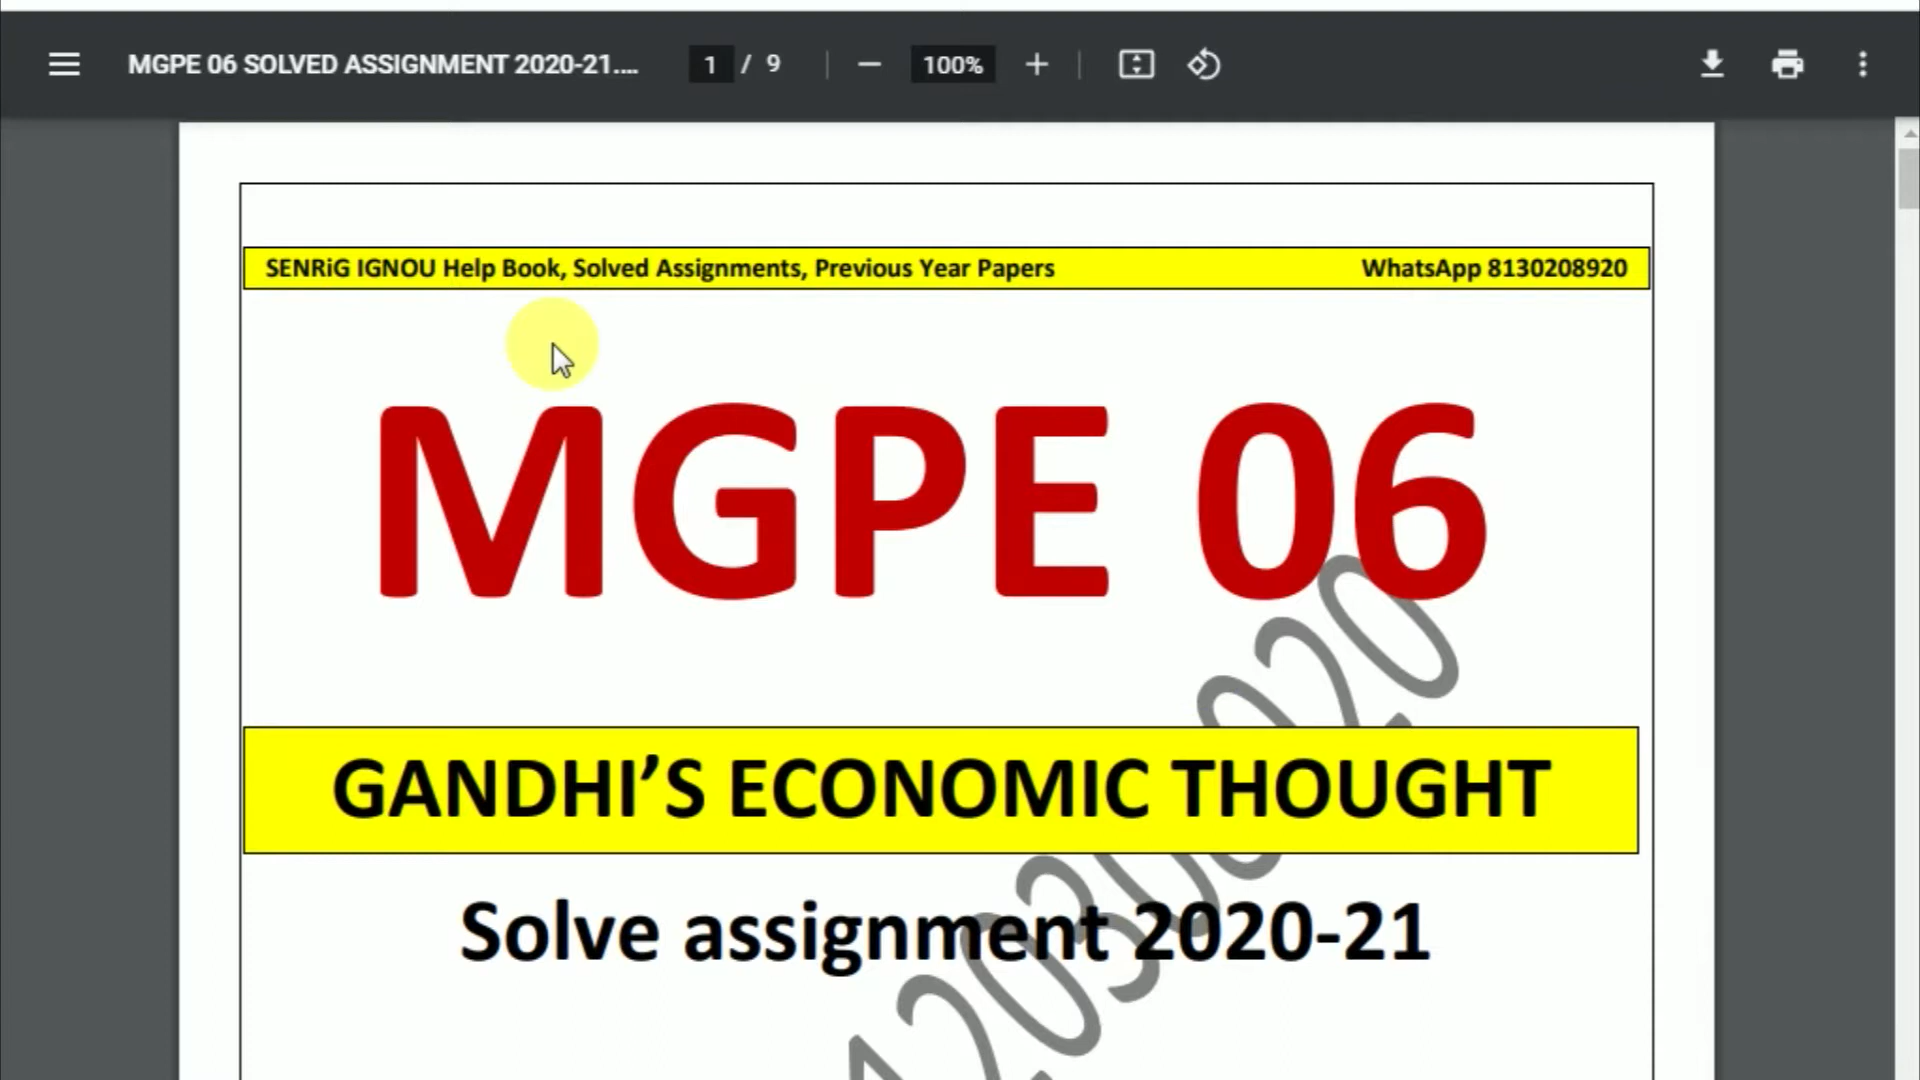 MGPE 06 SOLVED ASSIGNMENT 2020-21.... 1 / 9 100%
SENRiG IGNOU Help Book, Solved Assignments, Previous Year Papers WhatsApp 8130208920
MGPE 06
GANDHI’S ECONOMIC THOUGHT
Solve assignment 2020-21